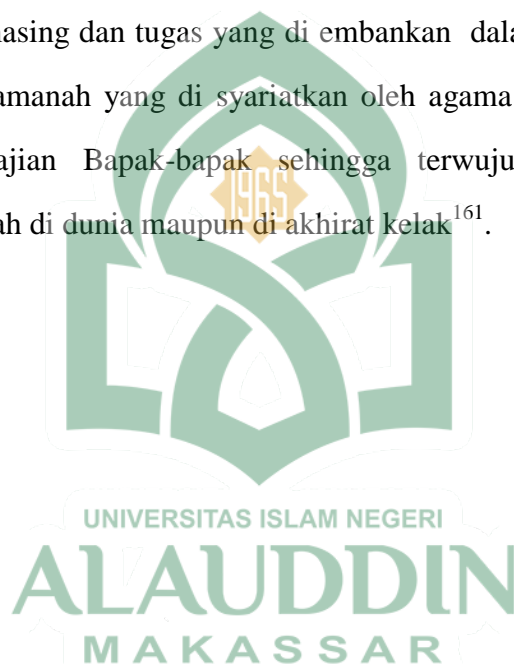 asing dan tugas yang di embankan dala
amanah yang di syariatkan oleh agama
ajian Bapak-bapak sehingga terwuju
ah di dunia maupun di akhirat kelak161.
1965
UNIVERSITAS ISLAM NEGERI
ALAUDDIN
MAKASSAR